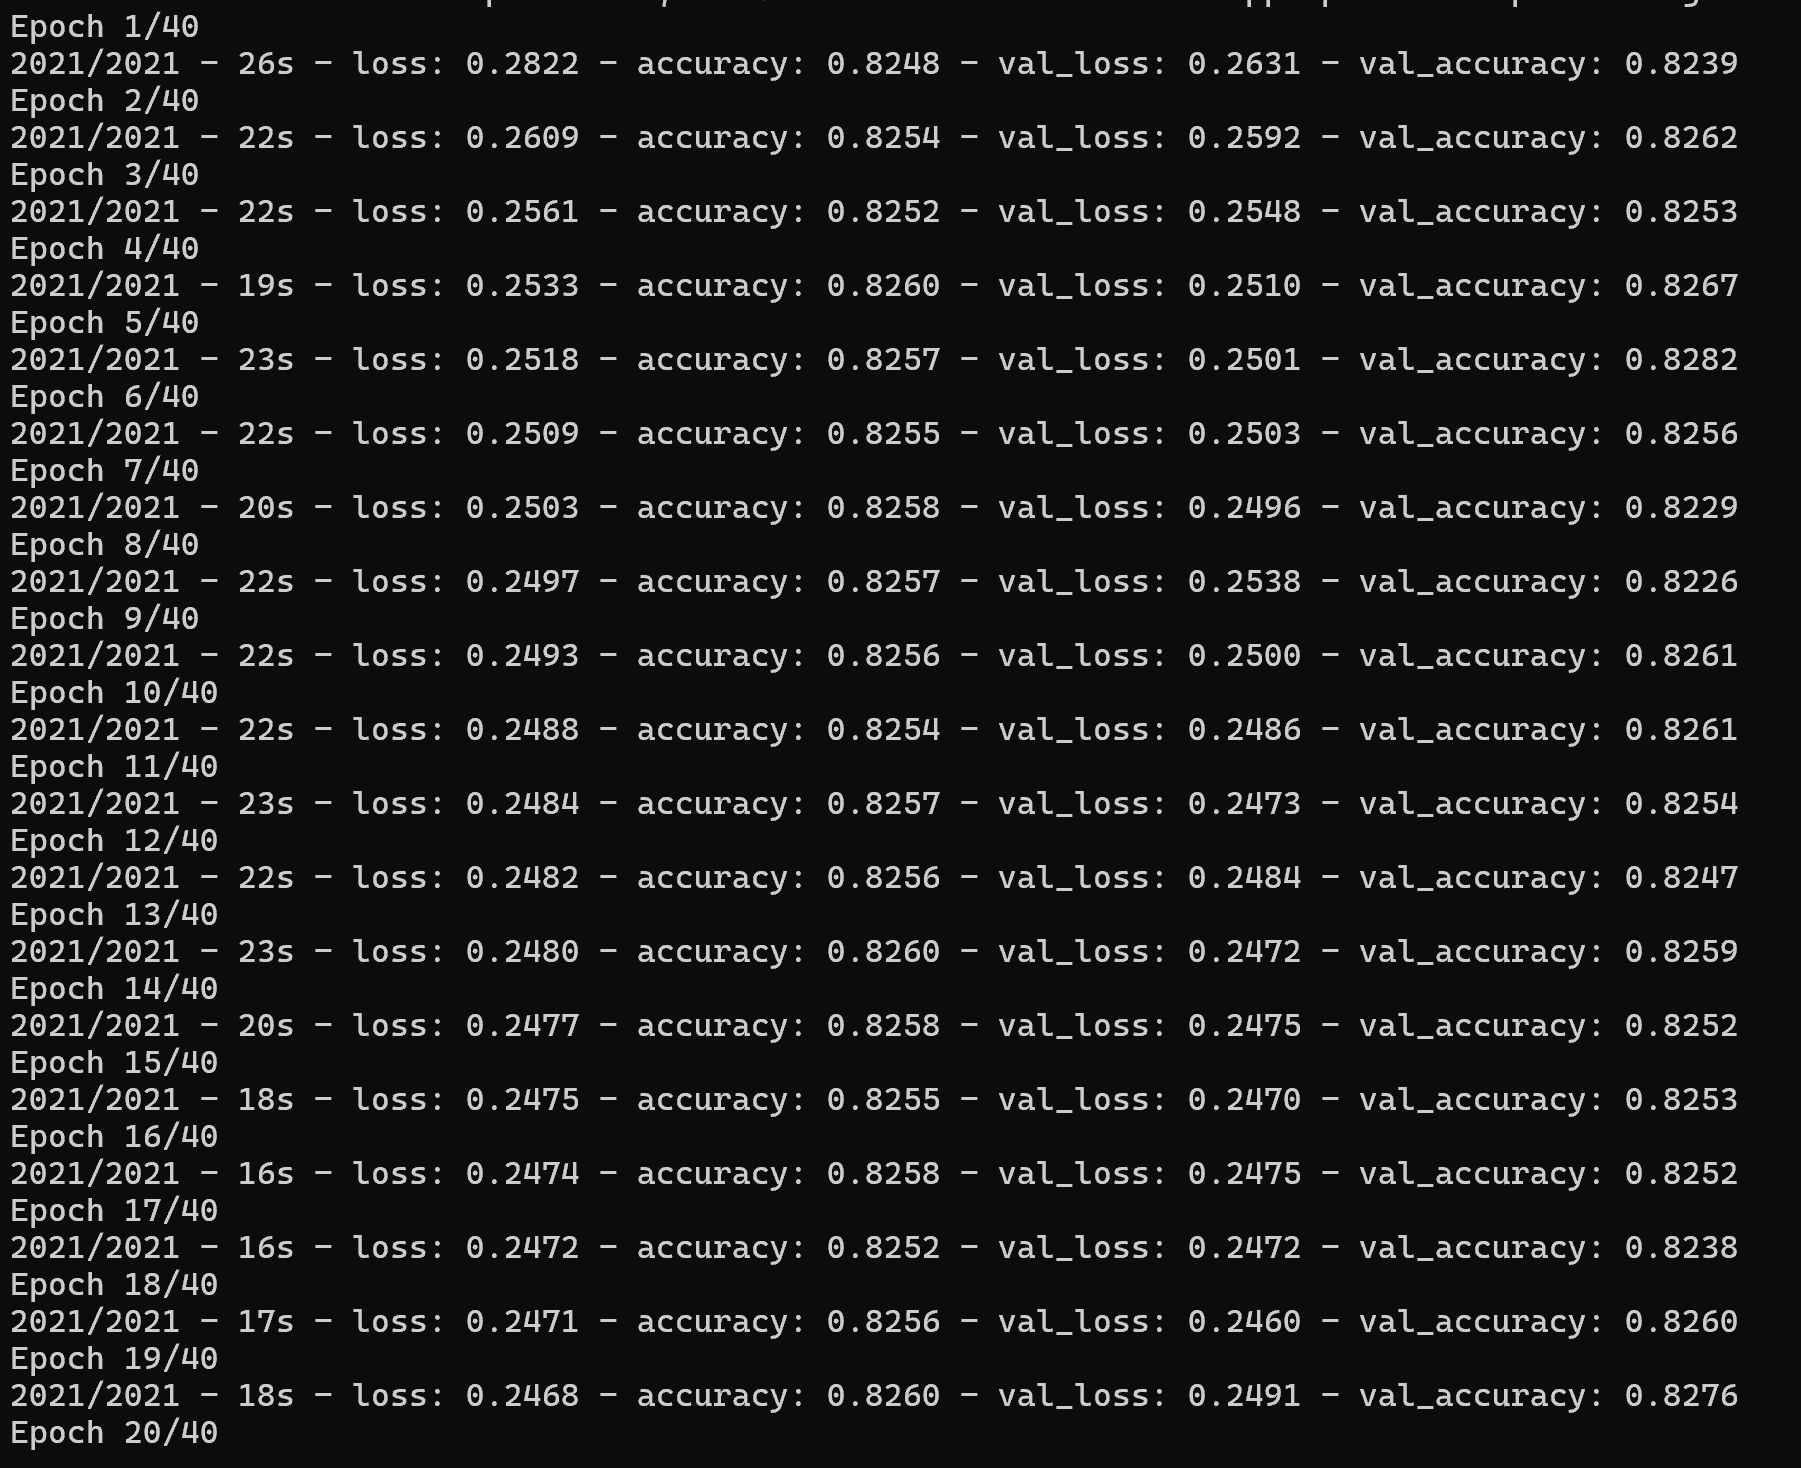 Epoch 1/40
2021/2021 - 26s - loss: 0.2822 - accuracy: 0.8248 - val_loss: 0.2631 - val_accuracy: 0.8239
Epoch 2/40
2021/2021 - 22s - loss: 0.2609 - accuracy: 0.8254 - val_loss: 0.2592 - val_accuracy: 0.8262
Epoch 3/40
2021/2021 - 22s - loss: 0.2561 - accuracy: 0.8252 - val_loss: 0.2548 - val_accuracy: 0.8253
Epoch 4/40
2021/2021 - 19s - loss: 0.2533 - accuracy: 0.8260 - val_loss: 0.2510 - val_accuracy: 0.8267
Epoch 5/40
2021/2021 - 23s - loss: 0.2518 - accuracy: 0.8257 - val_loss: 0.2501 - val_accuracy: 0.8282
Epoch 6/40
2021/2021 - 22s - loss: 0.2509 - accuracy: 0.8255 - val_loss: 0.2503 - val_accuracy: 0.8256
Epoch 7/40
2021/2021 - 20s - loss: 0.2503 - accuracy: 0.8258 - val_loss: 0.2496 - val_accuracy: 0.8229
Epoch 8/40
2021/2021 - 22s - loss: 0.2497 - accuracy: 0.8257 - val_loss: 0.2538 - val_accuracy: 0.8226
Epoch 9/40
2021/2021 - 22s - loss: 0.2493 - accuracy: 0.8256 - val_loss: 0.2500 - val_accuracy: 0.8261
Epoch 10/40
2021/2021 - 22s - loss: 0.2488 - accuracy: 0.8254 - val_loss: 0.2486 - val_accuracy: 0.8261
Epoch 11/40
2021/2021 - 23s - loss: 0.2484 - accuracy: 0.8257 - val_loss: 0.2473 - val_accuracy: 0.8254
Epoch 12/40
2021/2021 - 22s - loss: 0.2482 - accuracy: 0.8256 - val_loss: 0.2484 - val_accuracy: 0.8247
Epoch 13/40
2021/2021 - 23s - loss: 0.2480 - accuracy: 0.8260 - val_loss: 0.2472 - val_accuracy: 0.8259
Epoch 14/40
2021/2021 - 20s - loss: 0.2477 - accuracy: 0.8258 - val_loss: 0.2475 - val_accuracy: 0.8252
Epoch 15/40
2021/2021 - 18s - loss: 0.2475 - accuracy: 0.8255 - val_loss: 0.2470 - val_accuracy: 0.8253
Epoch 16/40
2021/2021 - 16s - loss: 0.2474 - accuracy: 0.8258 - val_loss: 0.2475 - val_accuracy: 0.8252
Epoch 17/40
2021/2021 - 16s - loss: 0.2472 - accuracy: 0.8252 - val_loss: 0.2472 - val_accuracy: 0.8238
Epoch 18/40
2021/2021 - 17s - loss: 0.2471 - accuracy: 0.8256 - val_loss: 0.2460 - val_accuracy: 0.8260
Epoch 19/40
2021/2021 - 18s - loss: 0.2468 - accuracy: 0.8260 - val_loss: 0.2491 - val_accuracy: 0.8276
Epoch 20/40